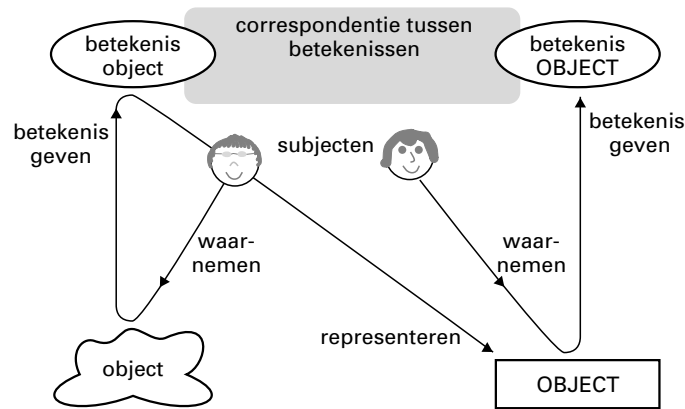 correspondentie tussen
betekenissen
betekenis
object
betekenis
OBJECT
betekenis
geven
subjecten
betekenis
geven
waar-
nemen
waar-
nemen
representeren
object
OBJECT